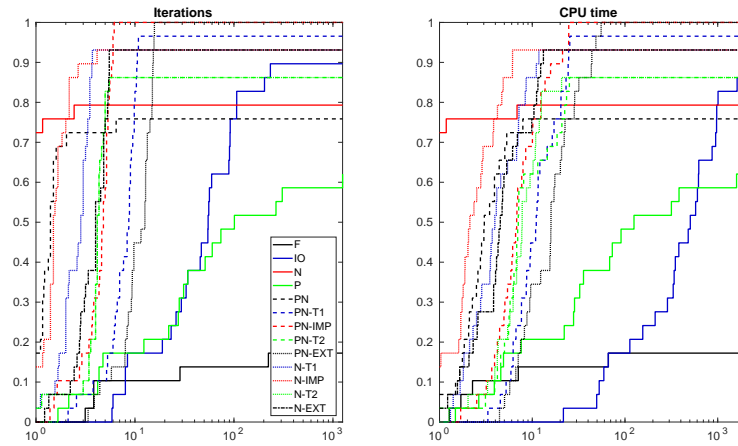 Iterations
CPU time
1
0.9
0.8
0.7
0.6
0.5
0.4
0.3
0.2
0.1
0
10^0
10^1
10^2
10^3
F
IO
N
P
PN
PN-T1
PN-IMP
PN-T2
PN-EXT
N-T1
N-IMP
N-T2
N-EXT
1
0.9
0.8
0.7
0.6
0.5
0.4
0.3
0.2
0.1
0
10^0
10^1
10^2
10^3